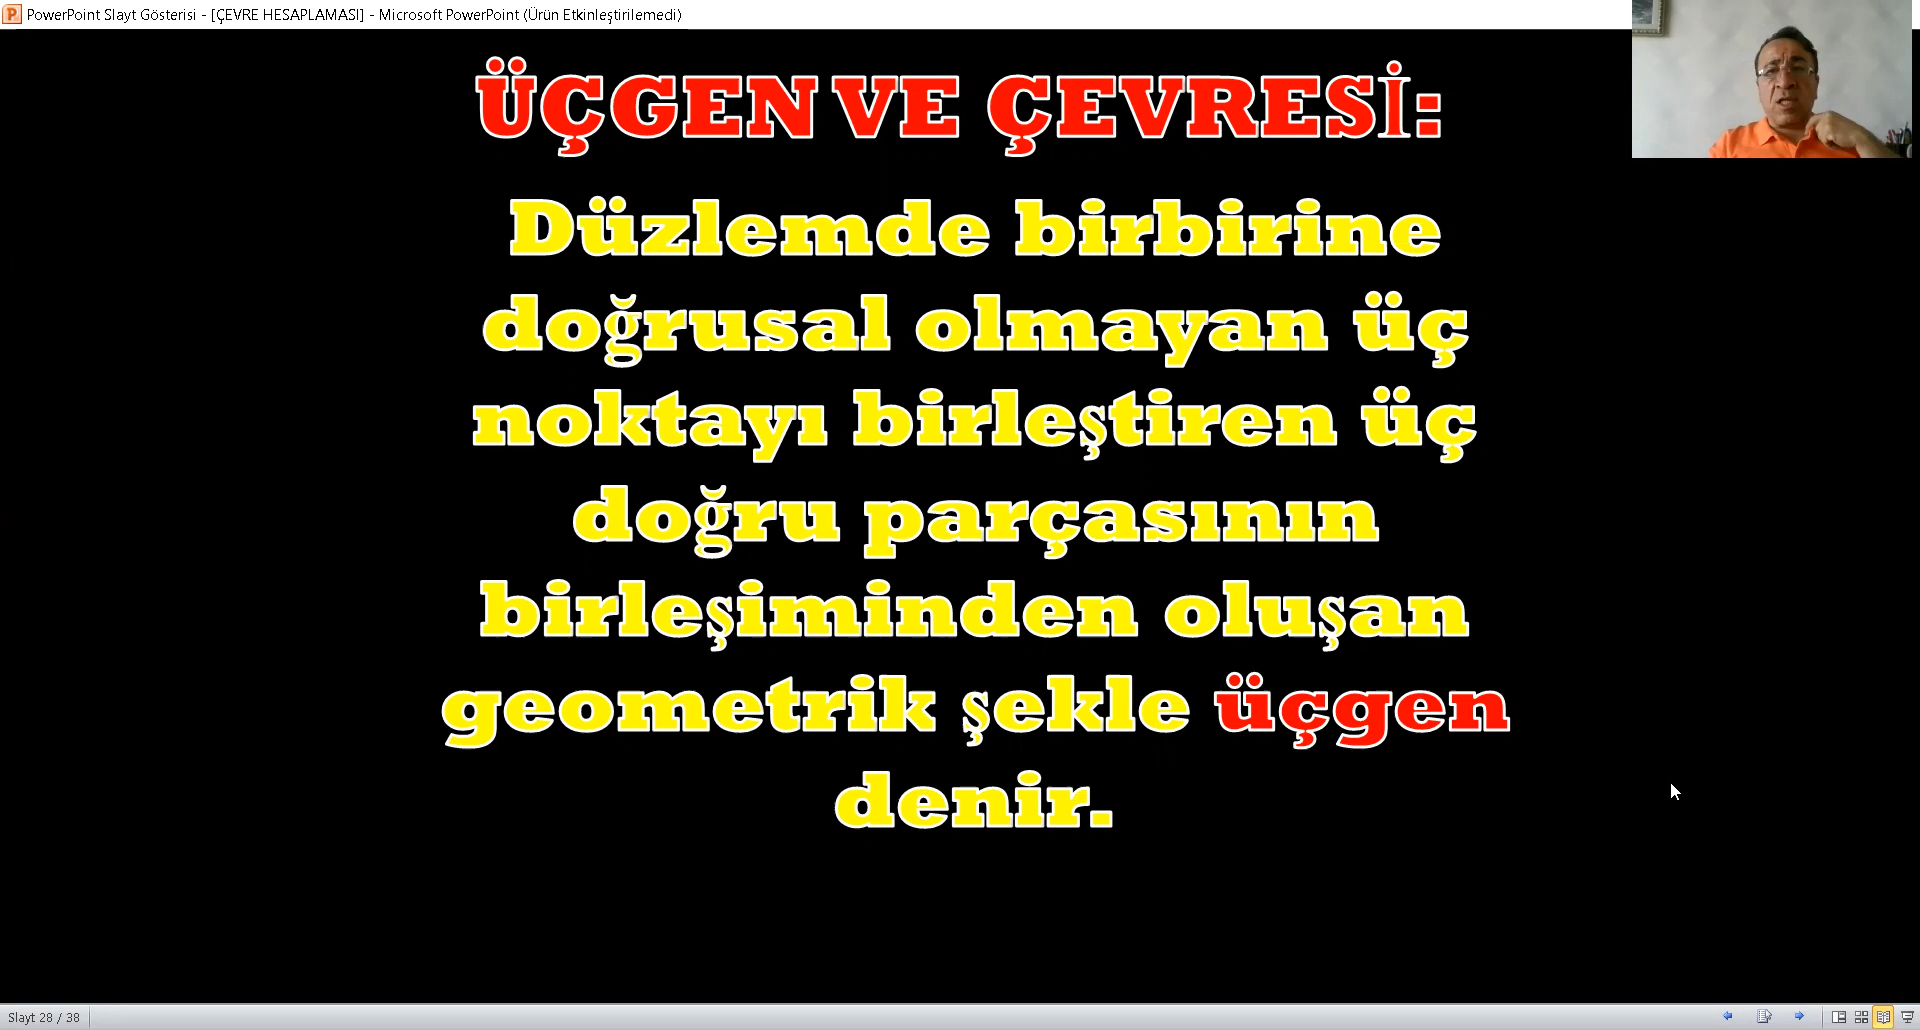 PowerPoint Slayt Gösterisi - [ÇEVRE HESAPLAMASI] - Microsoft PowerPoint (Ürün Etkinleştirilemedi)
ÜÇGEN VE ÇEVRESİ:
Düzlemde birbirine
doğrusal olmayan üç
noktayı birleştiren üç
doğru parçasının
birleşiminden oluşan
geometrik şekle üçgen
denir.
Slayt 28 / 38